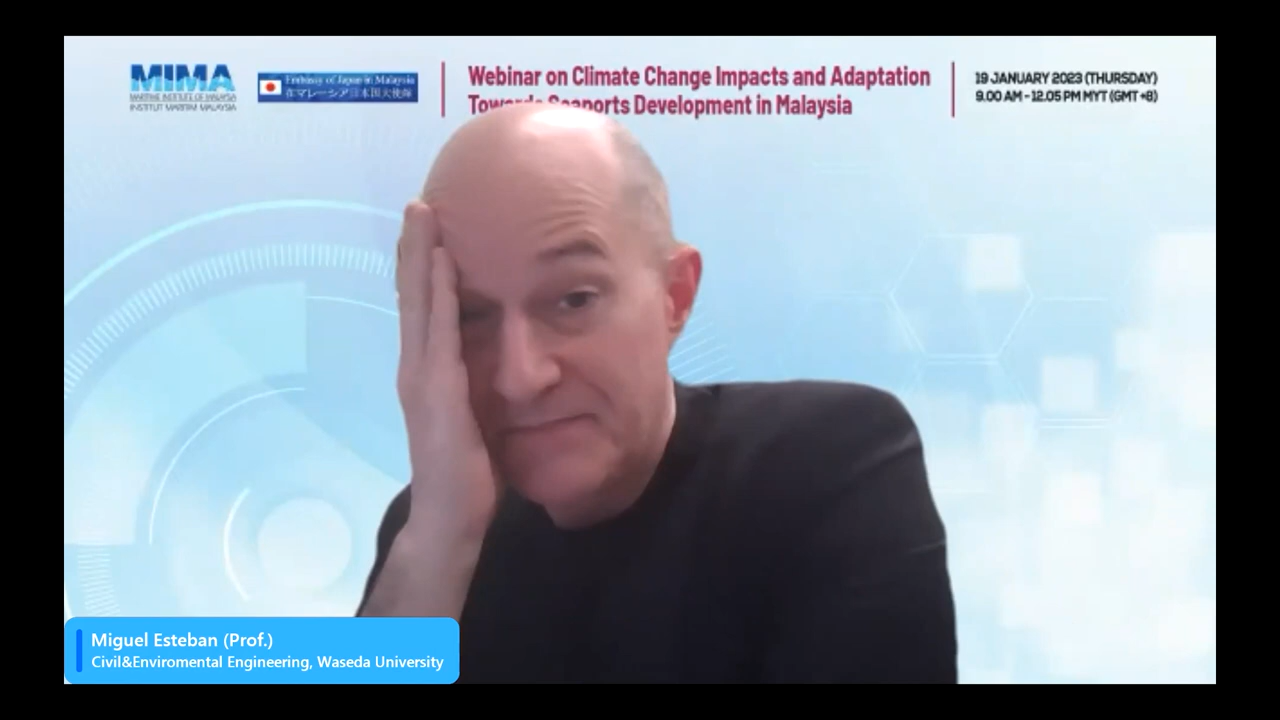 MIMA
MARITIME INSTITUTE OF MALAYSIA
INSTITUT MARITIM MALAYSIA
Embassy of Japan in Malaysia
在マレーシア日本国大使館
Webinar on Climate Change Impacts and Adaptation
Towards Seaports Development in Malaysia
19 JANUARY 2023 (THURSDAY)
9.00 AM - 12.05 PM MYT (GMT +8)
Miguel Esteban (Prof.)
Civil&Enviromental Engineering, Waseda University